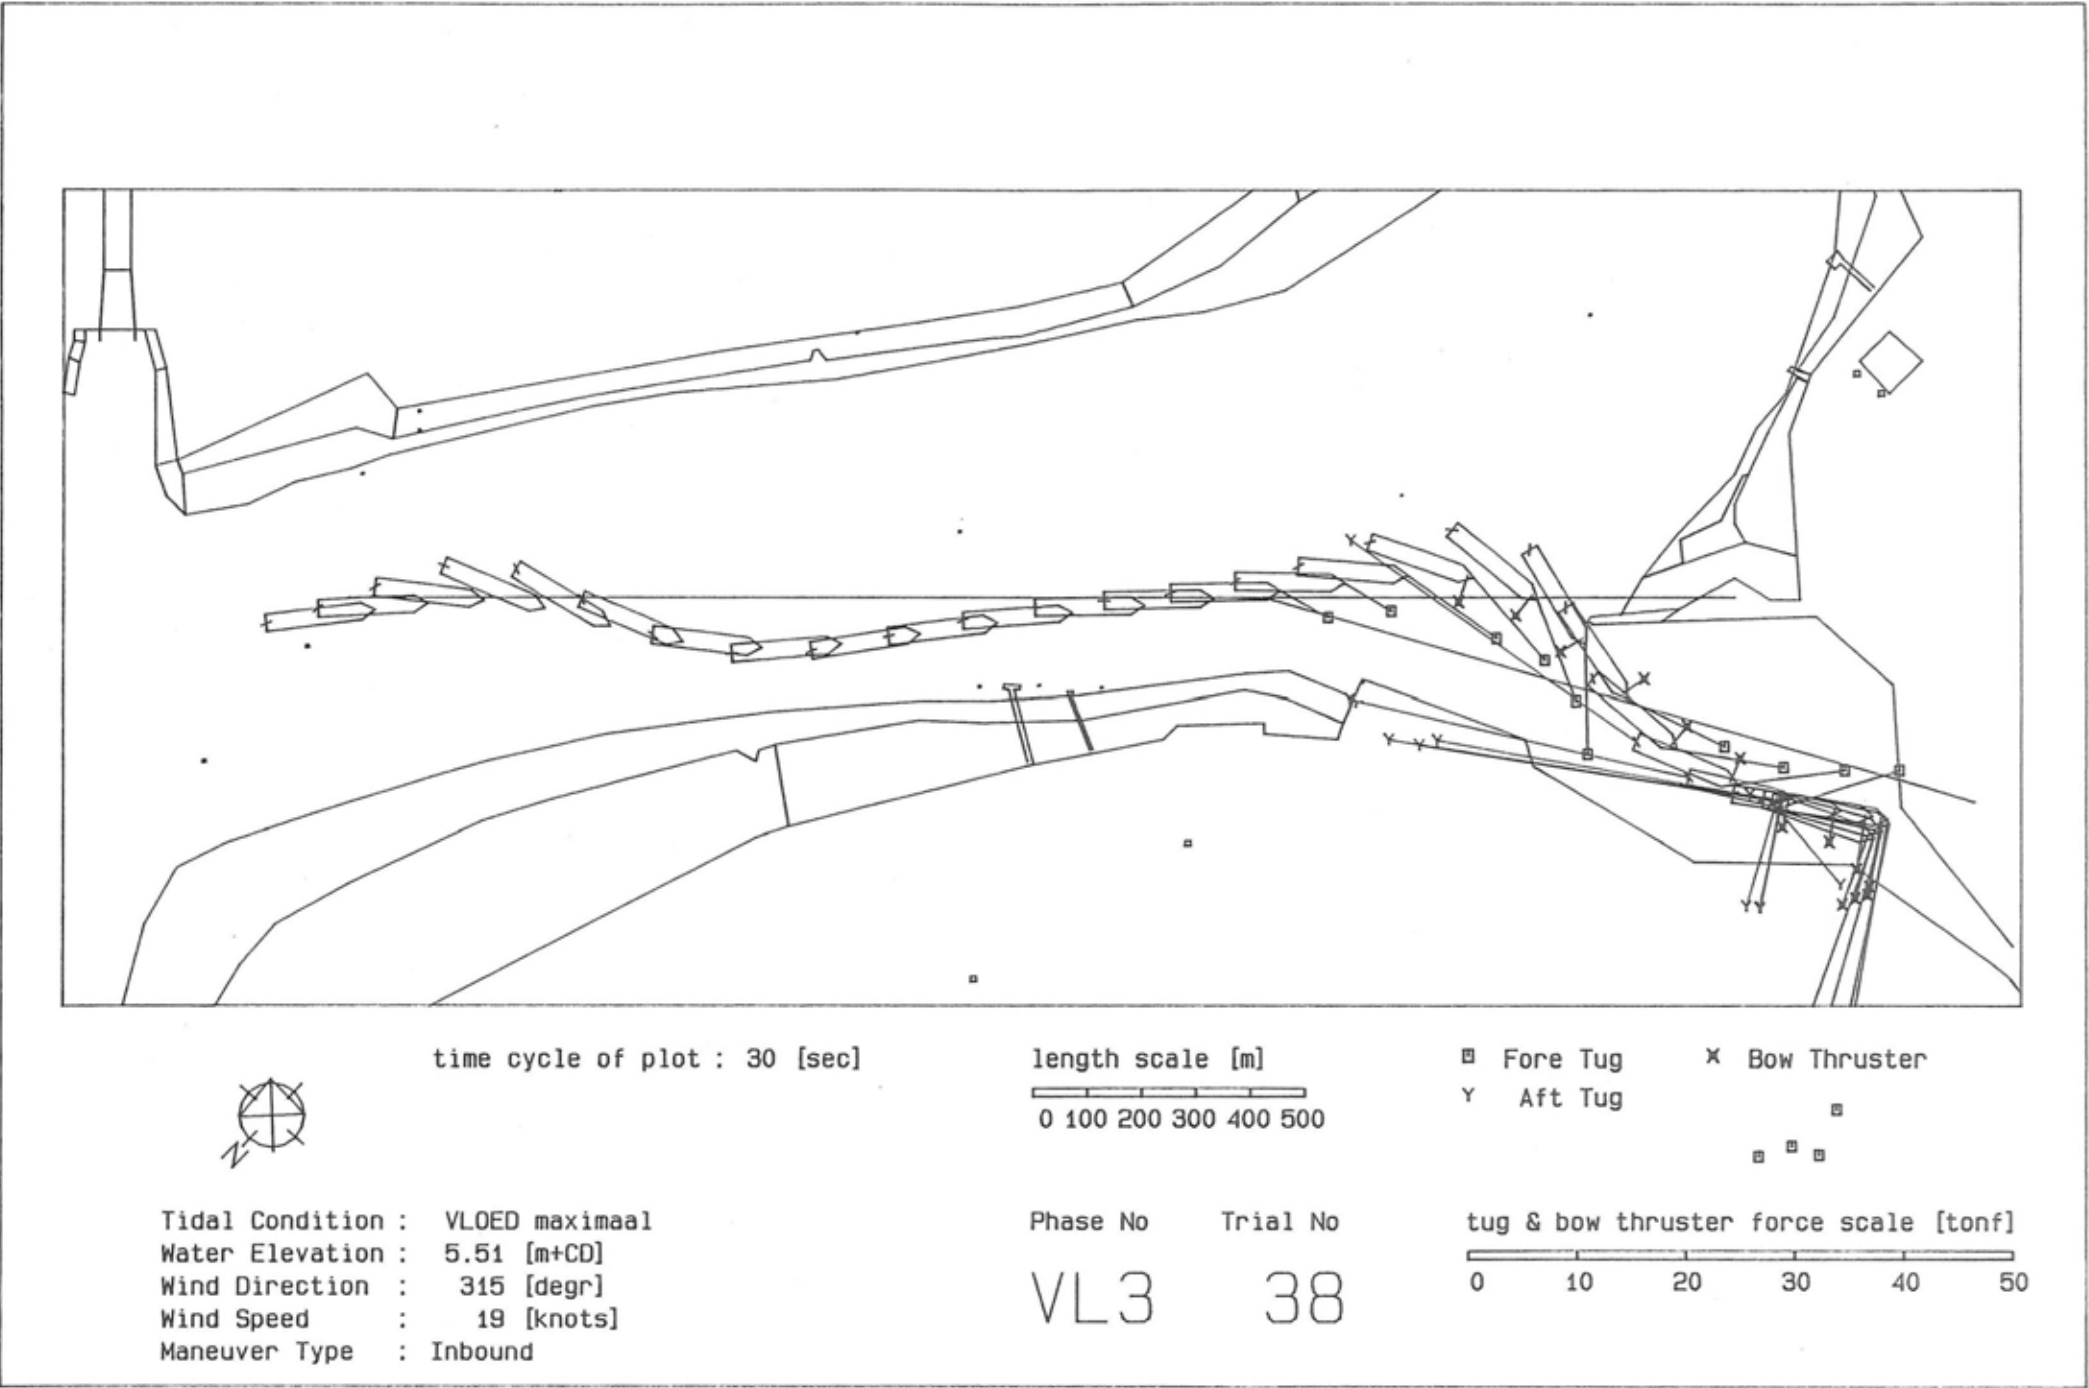 time cycle of plot : 30 [sec]
length scale [m]
0 100 200 300 400 500
Fore Tug
Bow Thruster
Aft Tug
N
Tidal Condition : VLOED maximaal
Water Elevation : 5.51 [m+CD]
Wind Direction : 315 [degr]
Wind Speed : 19 [knots]
Maneuver Type : Inbound
Phase No Trial No
VL3 38
tug & bow thruster force scale [tonf]
0 10 20 30 40 50